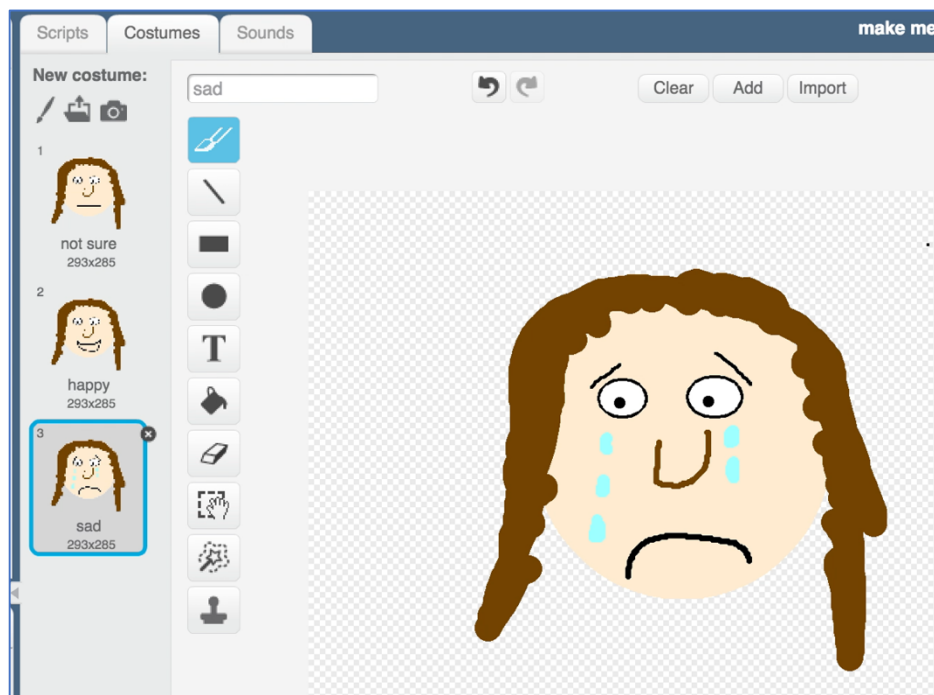 Scripts Costumes Sounds
make me
New costume:
sad
Clear Add Import
1
not sure
293x285
2
happy
293x285
3
sad
293x285
T